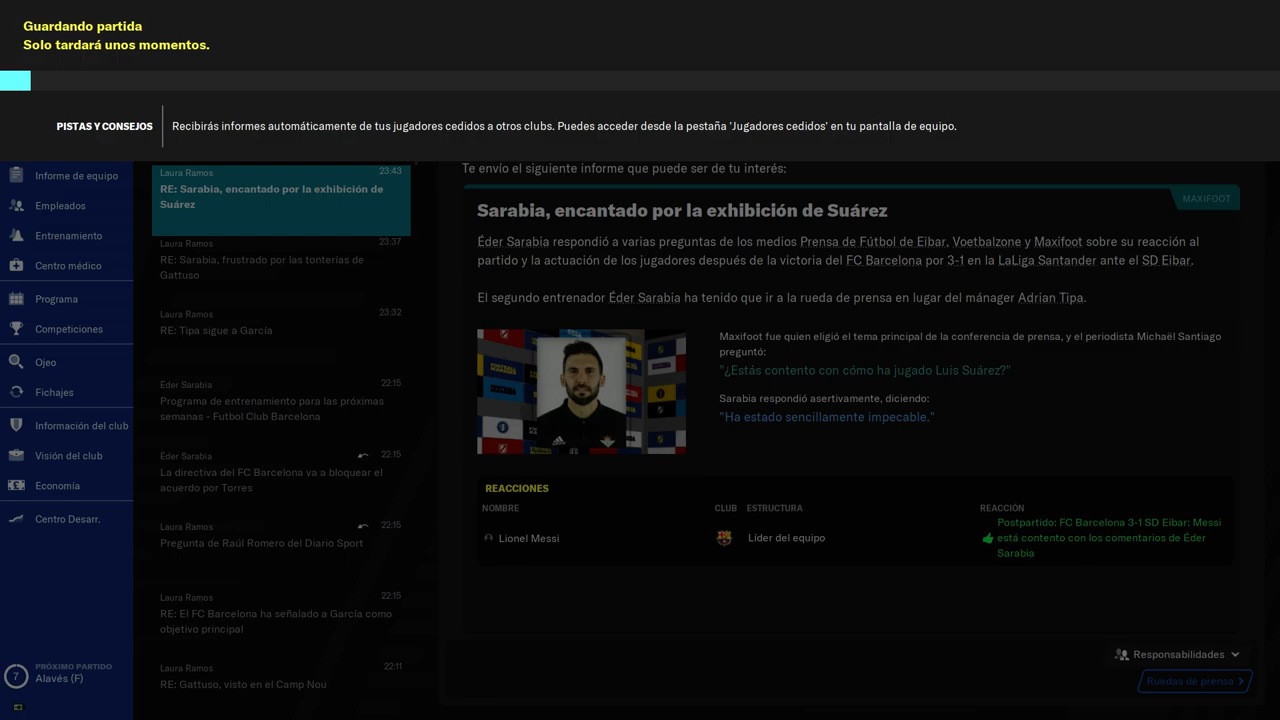 Guardando partida
Solo tardará unos momentos.
PISTAS Y CONSEJOS
Recibirás informes automáticamente de tus jugadores cedidos a otros clubs. Puedes acceder desde la pestaña 'Jugadores cedidos' en tu pantalla de equipo.
Informe de equipo
Empleados
Entrenamiento
Centro médico
Programa
Competiciones
Ojeo
Fichajes
Información del club
Visión del club
Economía
Centro Desarr.
7
PRÓXIMO PARTIDO
Alavés (F)
Laura Ramos 23:43
RE: Sarabia, encantado por la exhibición de
Suárez
Laura Ramos 23:37
RE: Sarabia, frustrado por las tonterías de
Gattuso
Laura Ramos 23:32
RE: Tipa sigue a García
Éder Sarabia 22:15
Programa de entrenamiento para las próximas
semanas - Futbol Club Barcelona
Éder Sarabia 22:15
La directiva del FC Barcelona va a bloquear el
acuerdo por Torres
Laura Ramos 22:15
Pregunta de Raúl Romero del Diario Sport
Laura Ramos 22:15
RE: El FC Barcelona ha señalado a García como
objetivo principal
Laura Ramos 22:11
RE: Gattuso, visto en el Camp Nou
Te envío el siguiente informe que puede ser de tu interés:
MAXIFOOT
Sarabia, encantado por la exhibición de Suárez
Éder Sarabia respondió a varias preguntas de los medios Prensa de Fútbol de Eibar, Voetbalzone y Maxifoot sobre su reacción al
partido y la actuación de los jugadores después de la victoria del FC Barcelona por 3-1 en la LaLiga Santander ante el SD Eibar.
El segundo entrenador Éder Sarabia ha tenido que ir a la rueda de prensa en lugar del mánager Adrian Tipa.
Maxifoot fue quien eligió el tema principal de la conferencia de prensa, y el periodista Michaël Santiago
preguntó:
"¿Estás contento con cómo ha jugado Luis Suárez?"
Sarabia respondió asertivamente, diciendo:
"Ha estado sencillamente impecable."
REACCIONES
NOMBRE CLUB ESTRUCTURA REACCIÓN
Lionel Messi Líder del equipo
Postpartido: FC Barcelona 3-1 SD Eibar: Messi
está contento con los comentarios de Éder
Sarabia
Responsabilidades
Ruedas de prensa